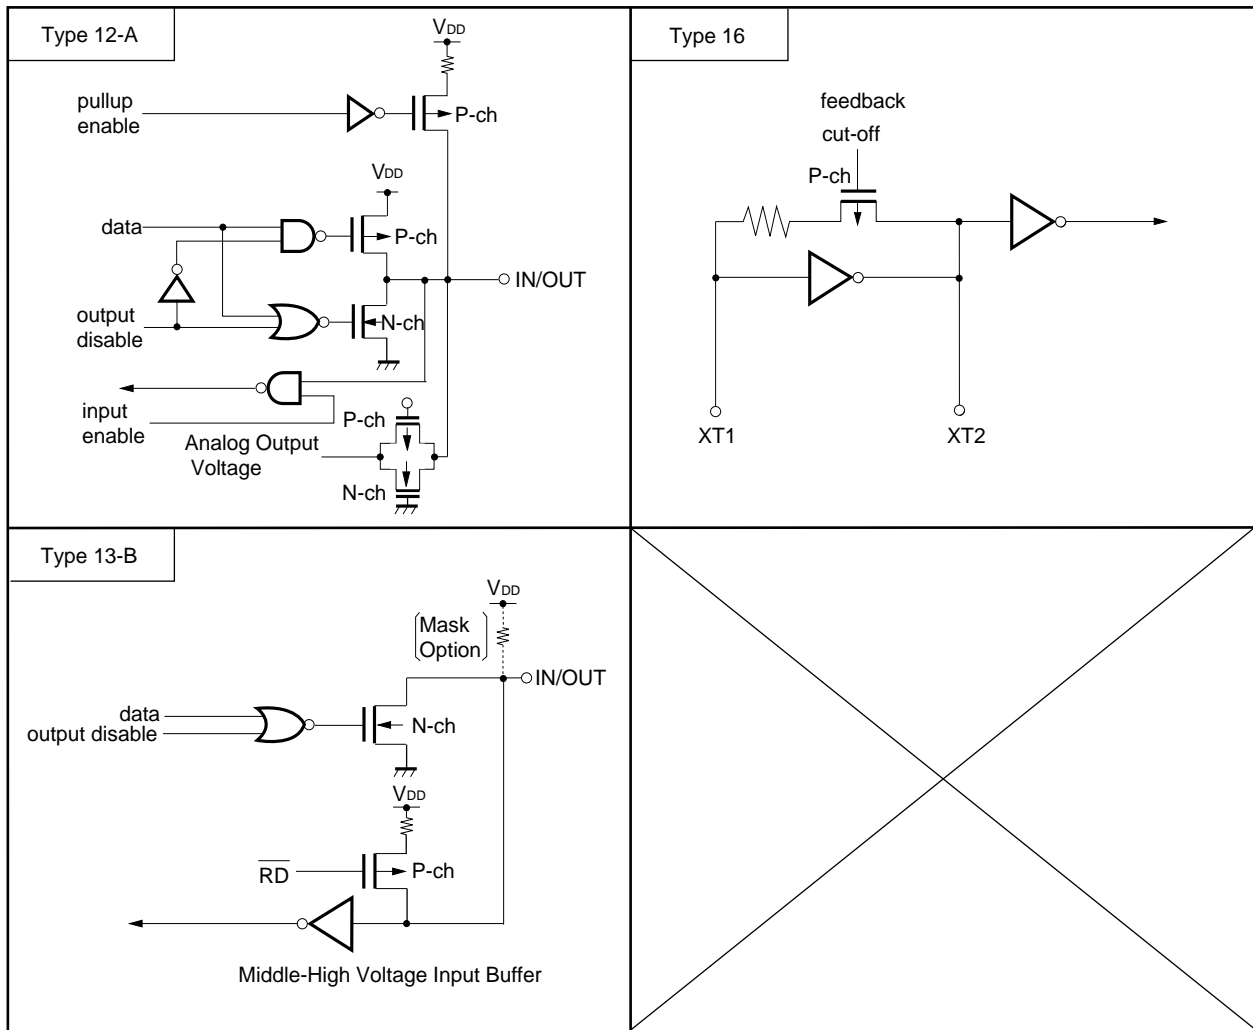 Type 12-A
VDD
pullup
enable
P-ch
VDD
data
P-ch
IN/OUT
output
disable
N-ch
input
enable
P-ch
Analog Output
Voltage
N-ch
Type 16
feedback
cut-off
P-ch
XT1
XT2
Type 13-B
VDD
Mask
Option
IN/OUT
data
output disable
N-ch
VDD
RD
P-ch
Middle-High Voltage Input Buffer